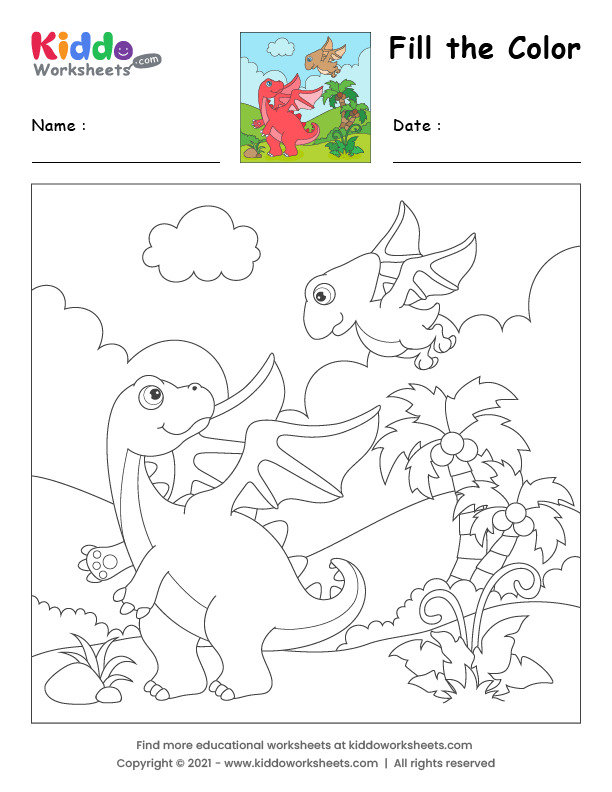 Kiddo
Worksheets.com
Fill the Color
Name :
Date :
Find more educational worksheets at kiddoworksheets.com
Copyright © 2021 - www.kiddoworksheets.com | All rights reserved